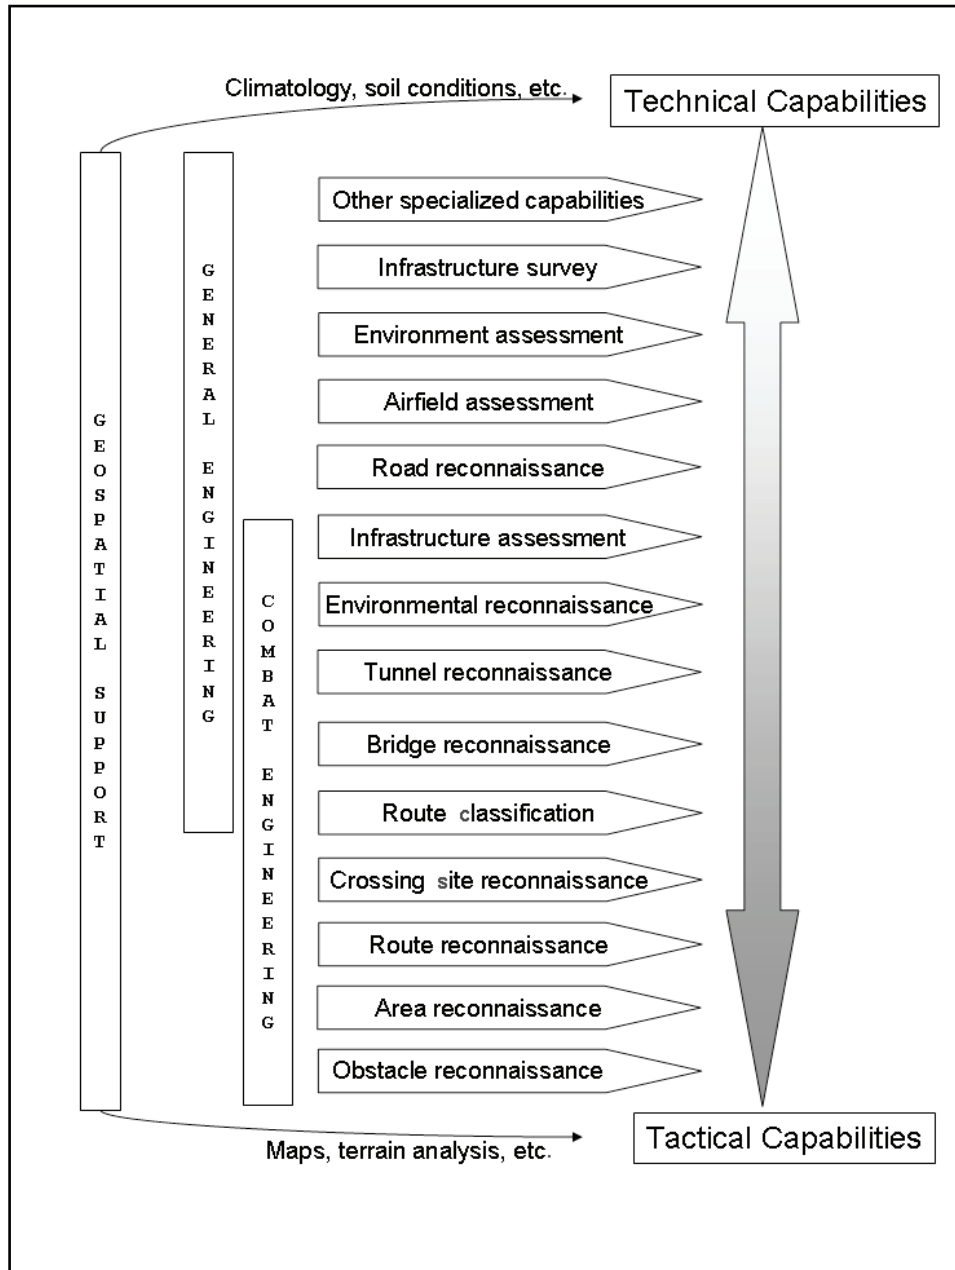 Climatology, soil conditions, etc.
Technical Capabilities
GEOSPATIAL SUPPORT
GENERAL ENGINEERING
COMBAT ENGINEERING
Other specialized capabilities
Infrastructure survey
Environment assessment
Airfield assessment
Road reconnaissance
Infrastructure assessment
Environmental reconnaissance
Tunnel reconnaissance
Bridge reconnaissance
Route classification
Crossing site reconnaissance
Route reconnaissance
Area reconnaissance
Obstacle reconnaissance
Maps, terrain analysis, etc.
Tactical Capabilities